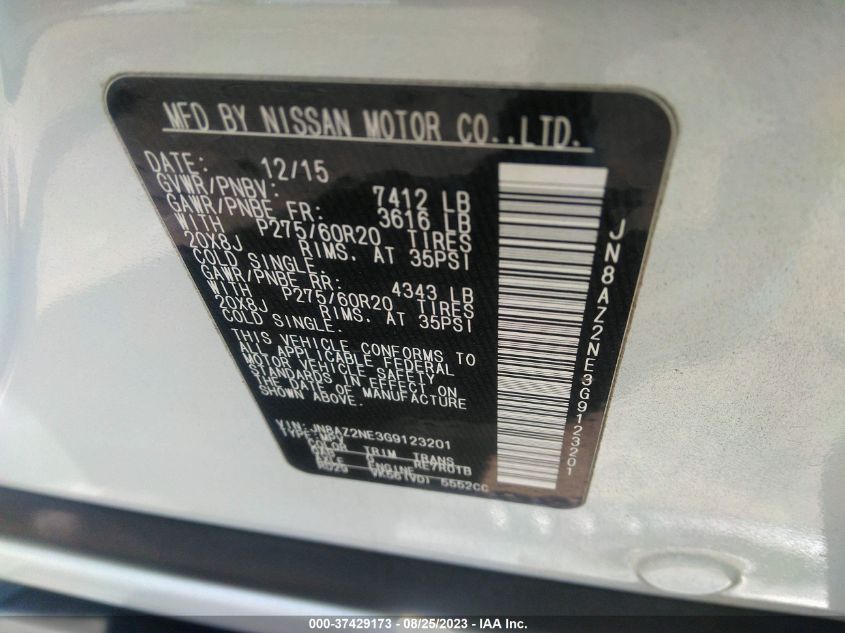 MFD BY NISSAN MOTOR CO.,LTD.
DATE: 12/15
GVWR/PNBV: 7412 LB
GAWR/PNBE FR: 3616 LB
WITH P275/60R20 TIRES
20X8J RIMS. AT 35PSI
COLD SINGLE.
GAWR/PNBE RR: 4343 LB
WITH P275/60R20 TIRES
20X8J RIMS. AT 35PSI
COLD SINGLE.
THIS VEHICLE CONFORMS TO
ALL APPLICABLE FEDERAL
MOTOR VEHICLE SAFETY
STANDARDS IN EFFECT ON
THE DATE OF MANUFACTURE
SHOWN ABOVE.
VIN: JN8AZ2NE3G9123201
TYPE: MPV
COLOR TRIM TRANS
G RE7R01B
AXLE ENGINE
VK56(VD) 5552CC
JN8AZ2NE3G9123201
000-37429173 - 08/25/2023 - IAA Inc.